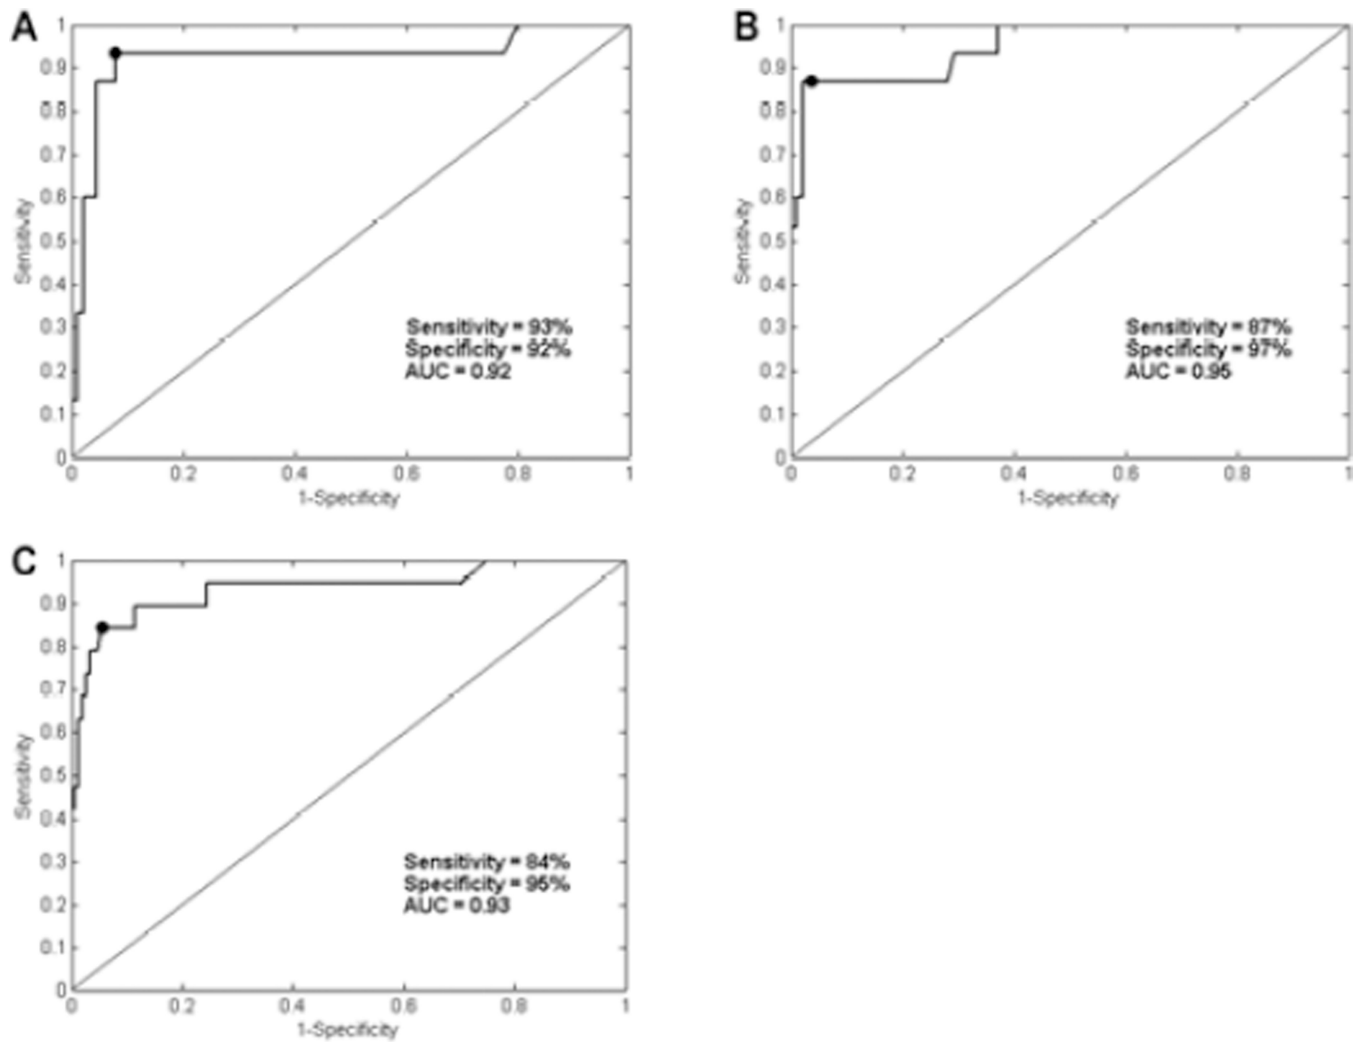 A
1
0.9
0.8
0.7
0.6
0.5
0.4
0.3
0.2
0.1
0
Sensitivity
Sensitivity = 93%
Specificity = 92%
AUC = 0.92
0 0.2 0.4 0.6 0.8 1
1-Specificity
B
1
0.9
0.8
0.7
0.6
0.5
0.4
0.3
0.2
0.1
0
Sensitivity
Sensitivity = 87%
Specificity = 97%
AUC = 0.95
0 0.2 0.4 0.6 0.8 1
1-Specificity
C
1
0.9
0.8
0.7
0.6
0.5
0.4
0.3
0.2
0.1
0
Sensitivity
Sensitivity = 84%
Specificity = 95%
AUC = 0.93
0 0.2 0.4 0.6 0.8 1
1-Specificity